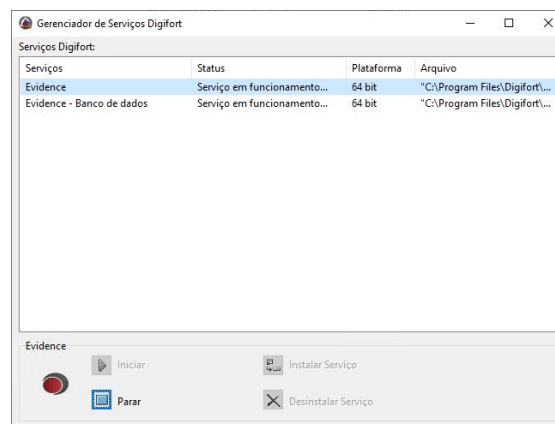 Gerenciador de Serviços Digifort
Serviços Digifort:
Serviços Status Plataforma Arquivo
Evidence Serviço em funcionamento... 64 bit "C:\Program Files\Digifort\...
Evidence - Banco de dados Serviço em funcionamento... 64 bit "C:\Program Files\Digifort\...
Evidence
Iniciar Instalar Serviço
Parar Desinstalar Serviço